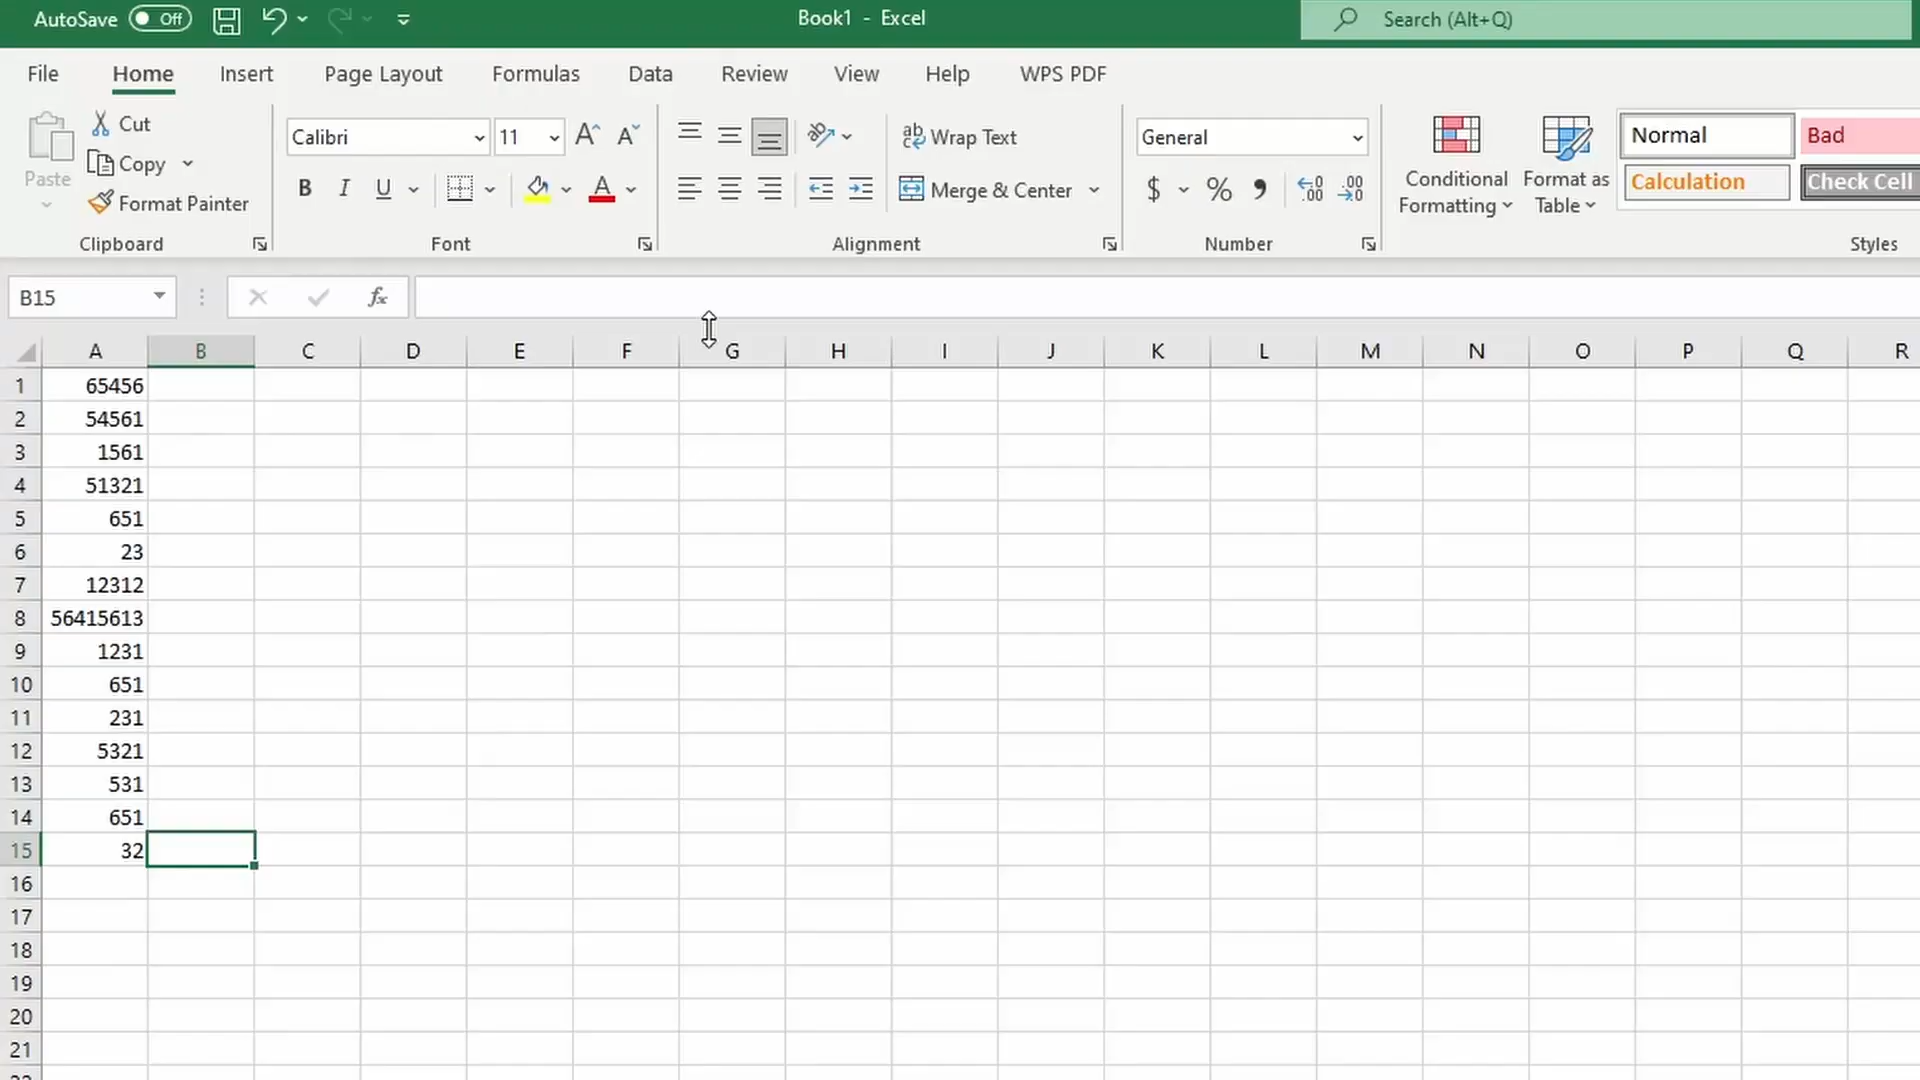 AutoSave Off Book1 - Excel Search (Alt+Q)
File Home Insert Page Layout Formulas Data Review View Help WPS PDF
Paste
Cut
Copy
Format Painter
Clipboard
Calibri 11 A A
B I U A
Font
ab Wrap Text
Merge & Center
Alignment
General
$ % 9 .00 .00
Number
Conditional Formatting
Format as Table
Normal Bad
Calculation Check Cell
Styles
B15 fx
A B C D E F G H I J K L M N O P Q R
1 65456
2 54561
3 1561
4 51321
5 651
6 23
7 12312
8 56415613
9 1231
10 651
11 231
12 5321
13 531
14 651
15 32
16
17
18
19
20
21